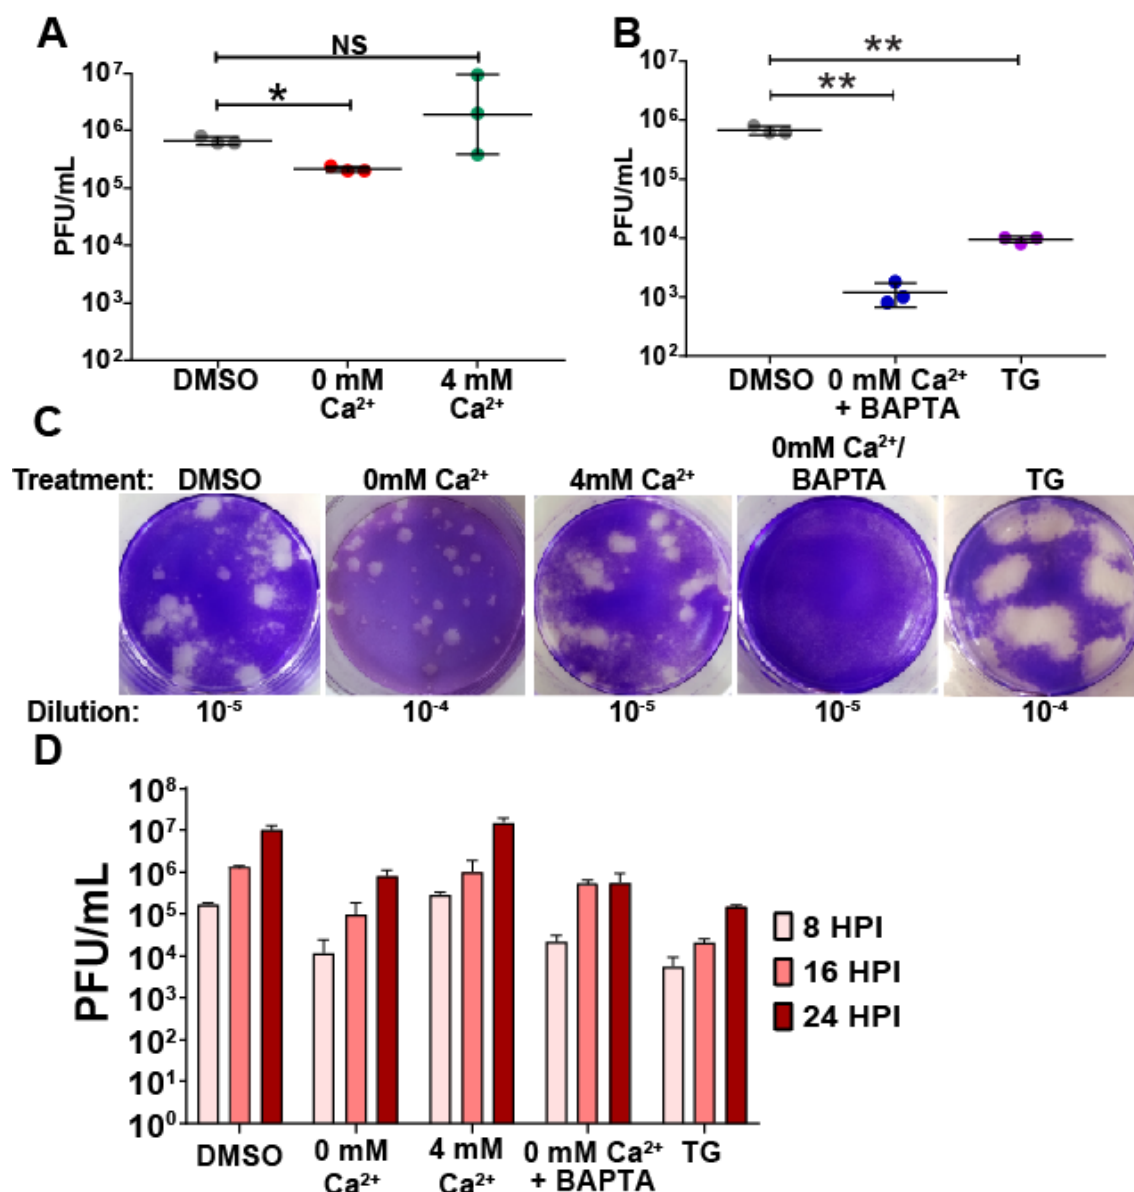 A
NS
*
PFU/mL
10⁷
10⁶
10⁵
10⁴
10³
10²
DMSO
0 mM
Ca²⁺
4 mM
Ca²⁺
B
**
**
PFU/mL
10⁷
10⁶
10⁵
10⁴
10³
10²
DMSO
0 mM Ca²⁺
+ BAPTA
TG
C
Treatment:
DMSO
0mM Ca²⁺
4mM Ca²⁺
0mM Ca²⁺/
BAPTA
TG
Dilution:
10⁻⁵
10⁻⁴
10⁻⁵
10⁻⁵
10⁻⁴
D
PFU/mL
10⁸
10⁷
10⁶
10⁵
10⁴
10³
10²
10¹
10⁰
DMSO
0 mM
Ca²⁺
4 mM
Ca²⁺
0 mM Ca²⁺
+ BAPTA
TG
8 HPI
16 HPI
24 HPI